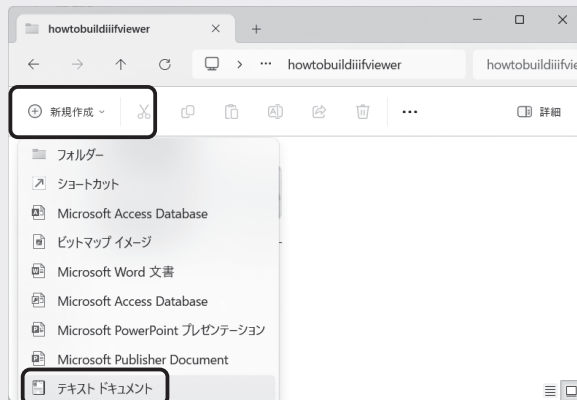 howtobuildiiifviewer
howtobuildiiifviewer howtobuildiiifvie
新規作成 詳細
フォルダー
ショートカット
Microsoft Access Database
ビットマップ イメージ
Microsoft Word 文書
Microsoft Access Database
Microsoft PowerPoint プレゼンテーション
Microsoft Publisher Document
テキスト ドキュメント